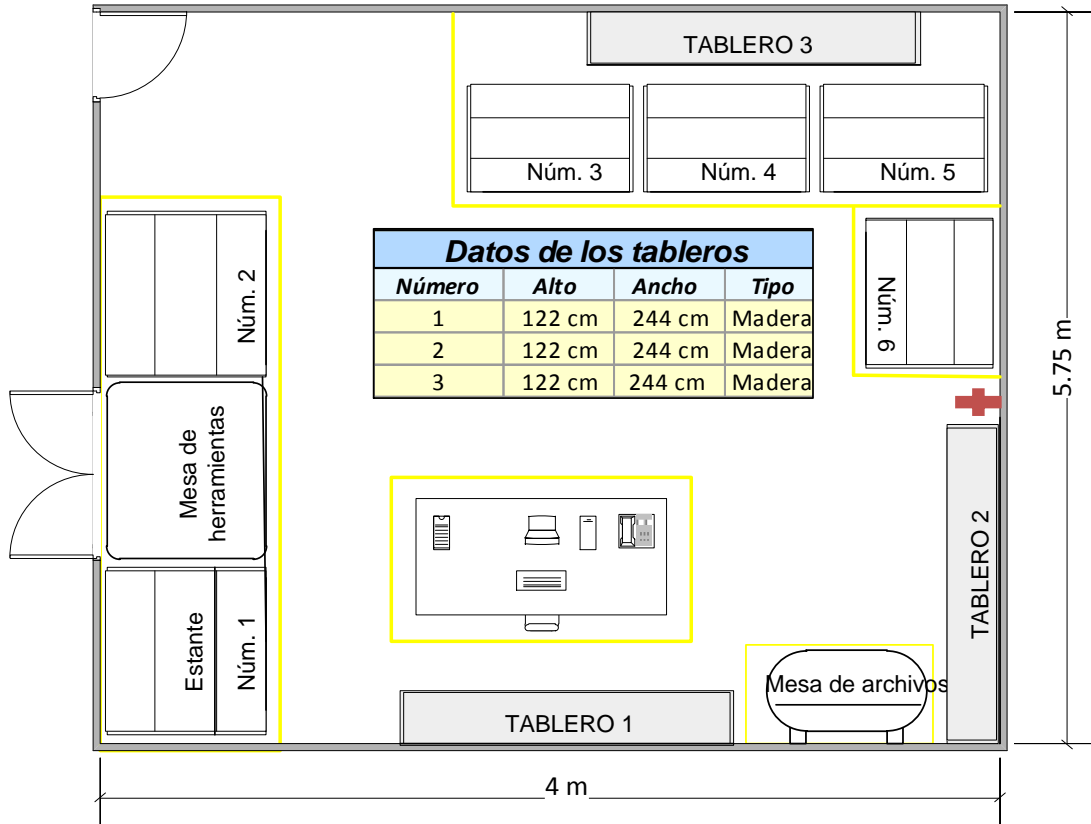 TABLERO 3
Núm. 3
Núm. 4
Núm. 5
Núm. 2
Datos de los tableros
Número Alto Ancho Tipo
1 122 cm 244 cm Madera
2 122 cm 244 cm Madera
3 122 cm 244 cm Madera
Núm. 6
5.75 m
Mesa de
herramientas
TABLERO 2
Estante
Núm. 1
Mesa de archivos
TABLERO 1
4 m